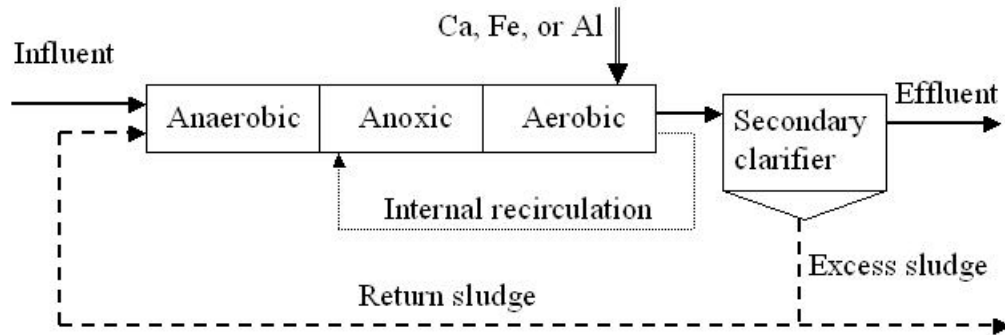 Ca, Fe, or Al
Influent
Anaerobic
Anoxic
Aerobic
Secondary
clarifier
Effluent
Internal recirculation
Excess sludge
Return sludge